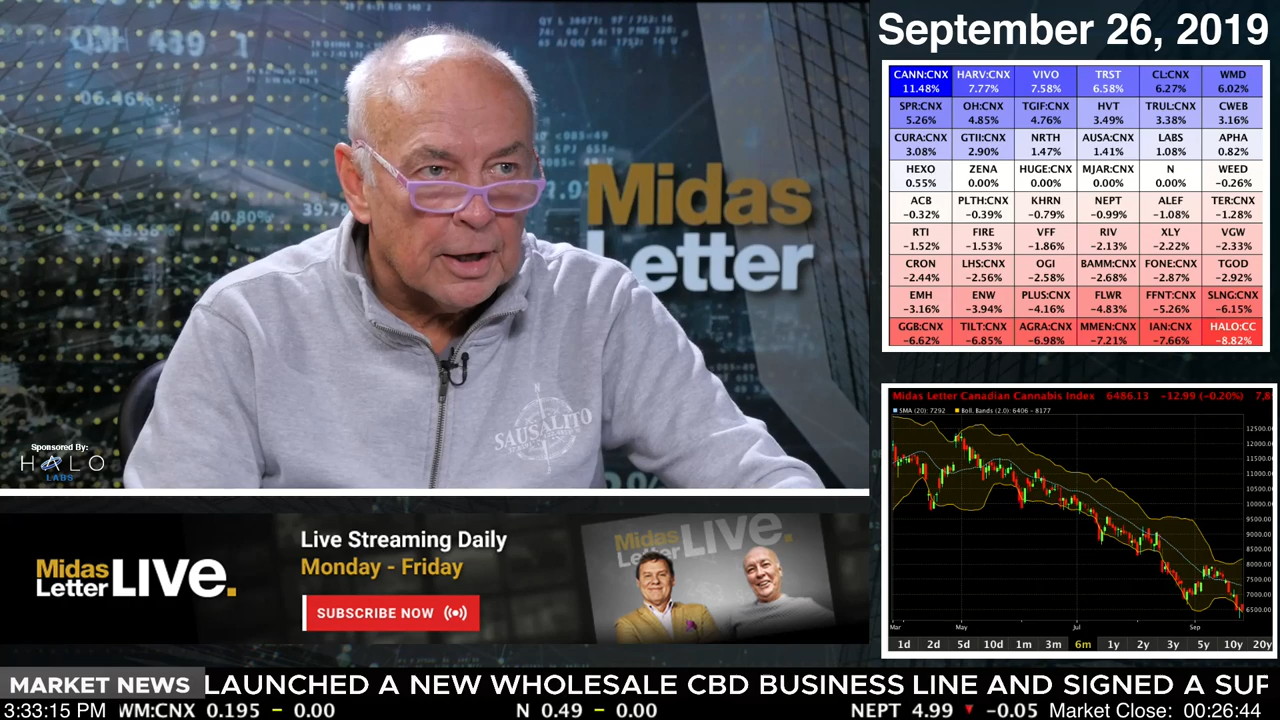 September 26, 2019
CANN:CNX HARV:CNX VIVO TRST CL:CNX WMD
11.48% 7.77% 7.58% 6.58% 6.27% 6.02%
SPR:CNX OH:CNX TGIF:CNX HVT TRUL:CNX CWEB
5.26% 4.85% 4.76% 3.49% 3.38% 3.16%
CURA:CNX GTII:CNX NRTH AUSA:CNX LABS APHA
3.08% 2.90% 1.47% 1.41% 1.08% 0.82%
HEXO ZENA HUGE:CNX MJAR:CNX N WEED
0.55% 0.00% 0.00% 0.00% 0.00% -0.26%
ACB PLTH:CNX KHRN NEPT ALEF TER:CNX
-0.32% -0.39% -0.79% -0.99% -1.08% -1.28%
RTI FIRE VFF RIV XLY VGW
-1.52% -1.53% -1.86% -2.13% -2.22% -2.33%
CRON LHS:CNX OGI BAMM:CNX FONE:CNX TGOD
-2.44% -2.56% -2.58% -2.68% -2.87% -2.92%
EMH ENW PLUS:CNX FLWR FFNT:CNX SLNG:CNX
-3.16% -3.94% -4.16% -4.83% -5.26% -6.15%
GGB:CNX TILT:CNX AGRA:CNX MMEN:CNX IAN:CNX HALO:CC
-6.62% -6.85% -6.98% -7.21% -7.66% -8.82%
06.46%
40.80% 39.7
Midas
Letter
SAUSALITO
Sponsored By:
HALO
LABS
Midas Letter Canadian Cannabis Index 6486.13 -12.99 (-0.20%)
SMA (20): 7292 Boll. Bands (2.0): 6406 - 8177
12500.0
11500.0
11000.0
10500.0
10000.0
9500.00
9000.00
8500.00
8000.00
7500.00
7000.00
6500.00
Mar May Jul Sep
1d 2d 5d 10d 1m 3m 6m 1y 2y 3y 5y 10y 20y
Midas
Letter LIVE.
Live Streaming Daily
Monday - Friday
SUBSCRIBE NOW
Midas
Letter LIVE.
MARKET NEWS LAUNCHED A NEW WHOLESALE CBD BUSINESS LINE AND SIGNED A SUP
3:33:15 PM WM:CNX 0.195 – 0.00 N 0.49 – 0.00 NEPT 4.99 ▼ -0.05 Market Close: 00:26:44